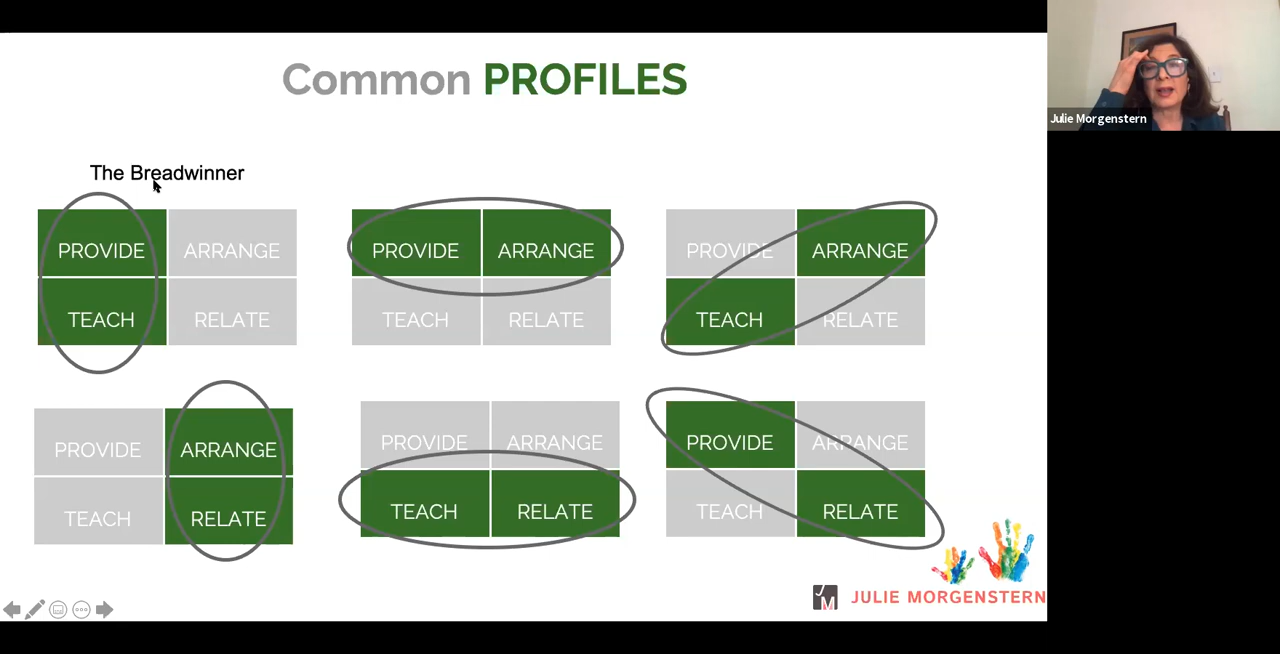 Common PROFILES
Julie Morgenstern
The Breadwinner
PROVIDE ARRANGE
TEACH RELATE
PROVIDE ARRANGE
TEACH RELATE
PROVIDE ARRANGE
TEACH RELATE
PROVIDE ARRANGE
TEACH RELATE
PROVIDE ARRANGE
TEACH RELATE
PROVIDE ARRANGE
TEACH RELATE
JM JULIE MORGENSTERN